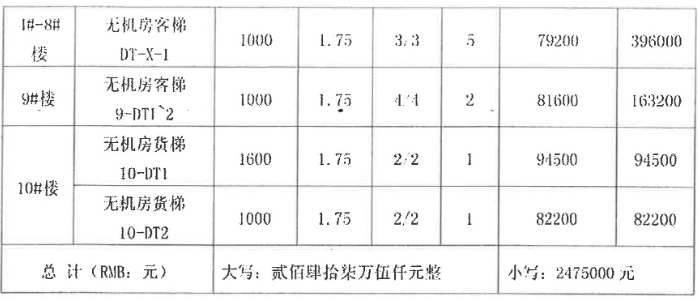 1#-8#楼 无机房客梯 DT-X-1 1000 1.75 3/3 5 79200 396000
9#楼 无机房客梯 9-DT1~2 1000 1.75 4/4 2 81600 163200
10#楼 无机房货梯 10-DT1 1600 1.75 2/2 1 94500 94500
无机房货梯 10-DT2 1000 1.75 2/2 1 82200 82200
总 计（RMB：元） 大写：贰佰肆拾柒万伍仟元整 小写：2475000 元